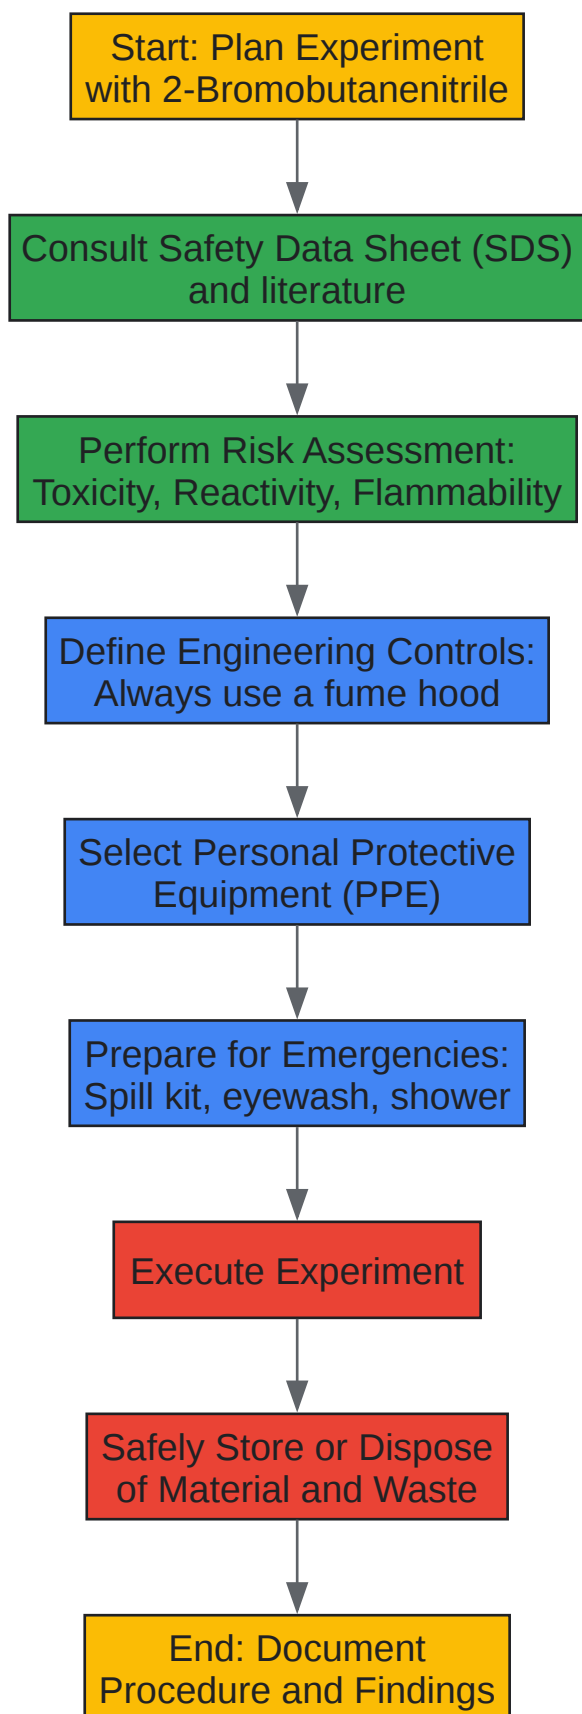 Start: Plan Experiment
with 2-Bromobutanenitrile
Consult Safety Data Sheet (SDS)
and literature
Perform Risk Assessment:
Toxicity, Reactivity, Flammability
Define Engineering Controls:
Always use a fume hood
Select Personal Protective
Equipment (PPE)
Prepare for Emergencies:
Spill kit, eyewash, shower
Execute Experiment
Safely Store or Dispose
of Material and Waste
End: Document
Procedure and Findings